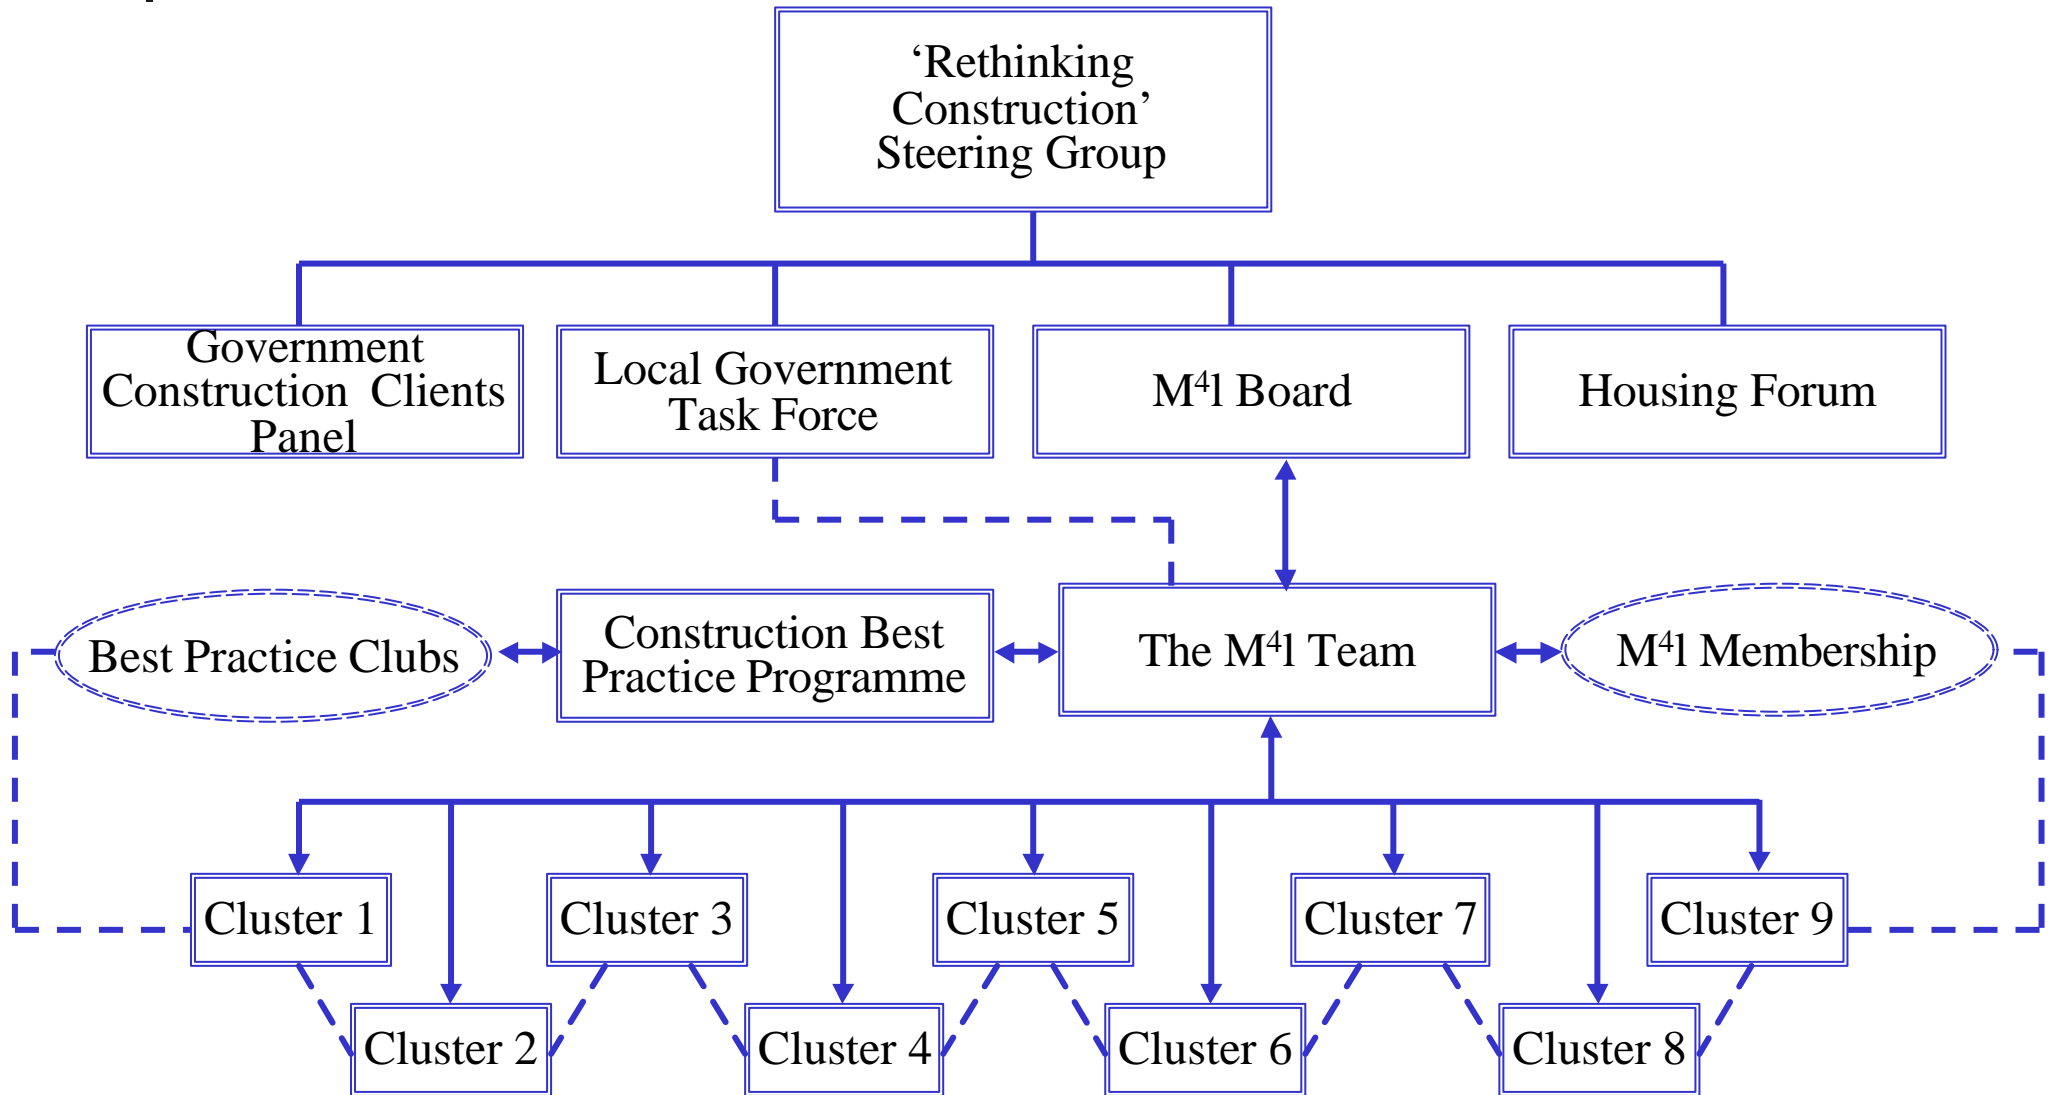 ‘Rethinking
Construction’
Steering Group
Government
Construction Clients
Panel
Local Government
Task Force
M⁴l Board
Housing Forum
Best Practice Clubs
Construction Best
Practice Programme
The M⁴l Team
M⁴l Membership
Cluster 1
Cluster 3
Cluster 5
Cluster 7
Cluster 9
Cluster 2
Cluster 4
Cluster 6
Cluster 8